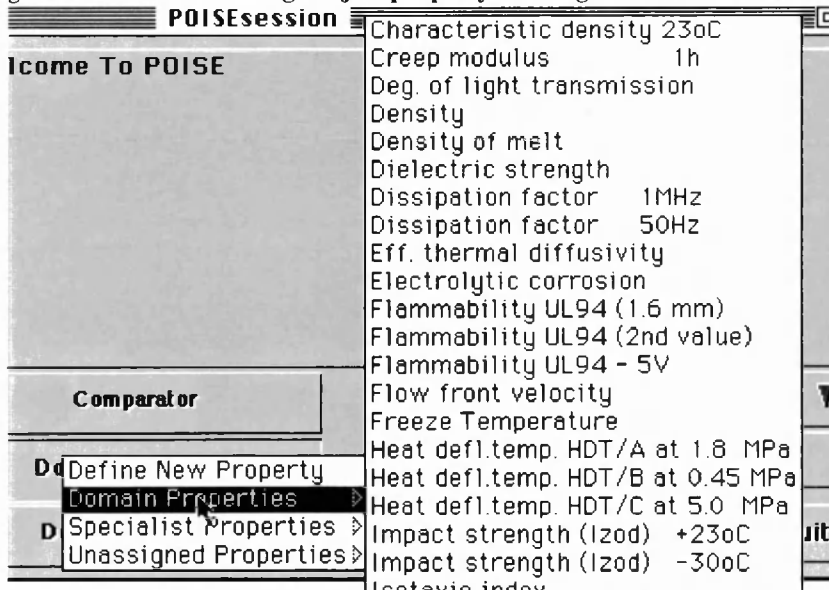 POISEsession
lcome To POISE
Comparator
Define New Property
Domain Properties
Specialist Properties
Unassigned Properties
Characteristic density 23oC
Creep modulus 1h
Deg. of light transmission
Density
Density of melt
Dielectric strength
Dissipation factor 1MHz
Dissipation factor 50Hz
Eff. thermal diffusivity
Electrolytic corrosion
Flammability UL94 (1.6 mm)
Flammability UL94 (2nd value)
Flammability UL94 - 5V
Flow front velocity
Freeze Temperature
Heat defl.temp. HDT/A at 1.8 MPa
Heat defl.temp. HDT/B at 0.45 MPa
Heat defl.temp. HDT/C at 5.0 MPa
Impact strength (Izod) +23oC
Impact strength (Izod) -30oC